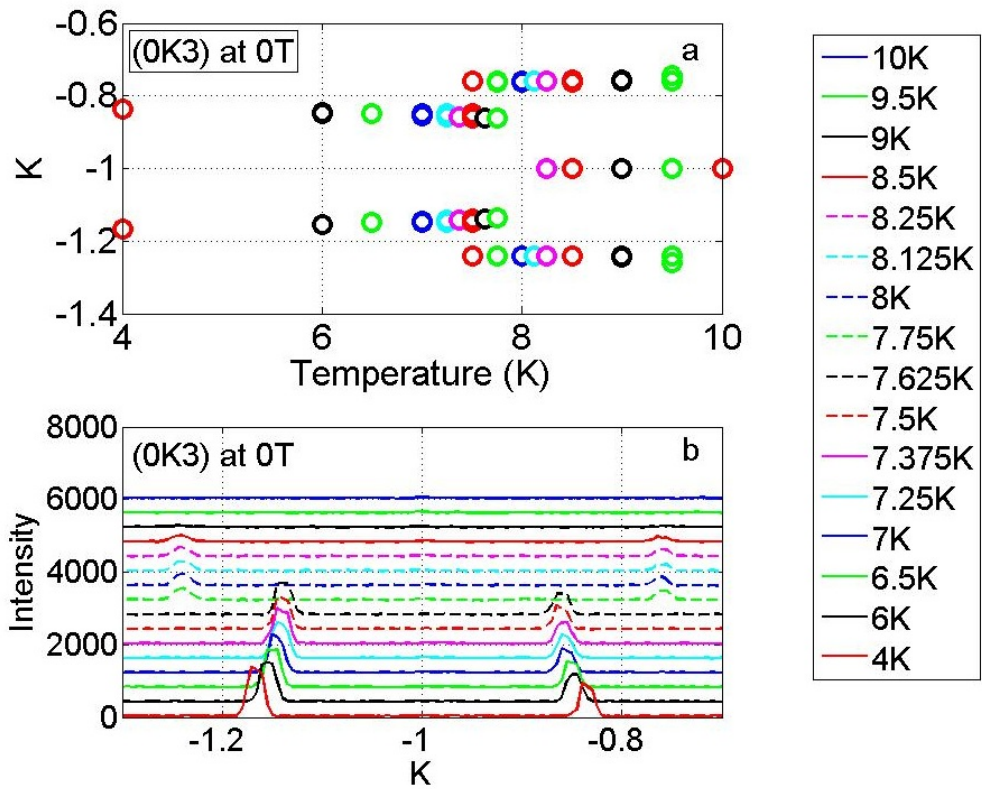 -0.6
(0K3) at 0T
a
-0.8
-1
-1.2
-1.4
K
4
6
8
10
Temperature (K)
8000
(0K3) at 0T
b
6000
4000
2000
0
Intensity
-1.2
-1
-0.8
K
10K
9.5K
9K
8.5K
8.25K
8.125K
8K
7.75K
7.625K
7.5K
7.375K
7.25K
7K
6.5K
6K
4K